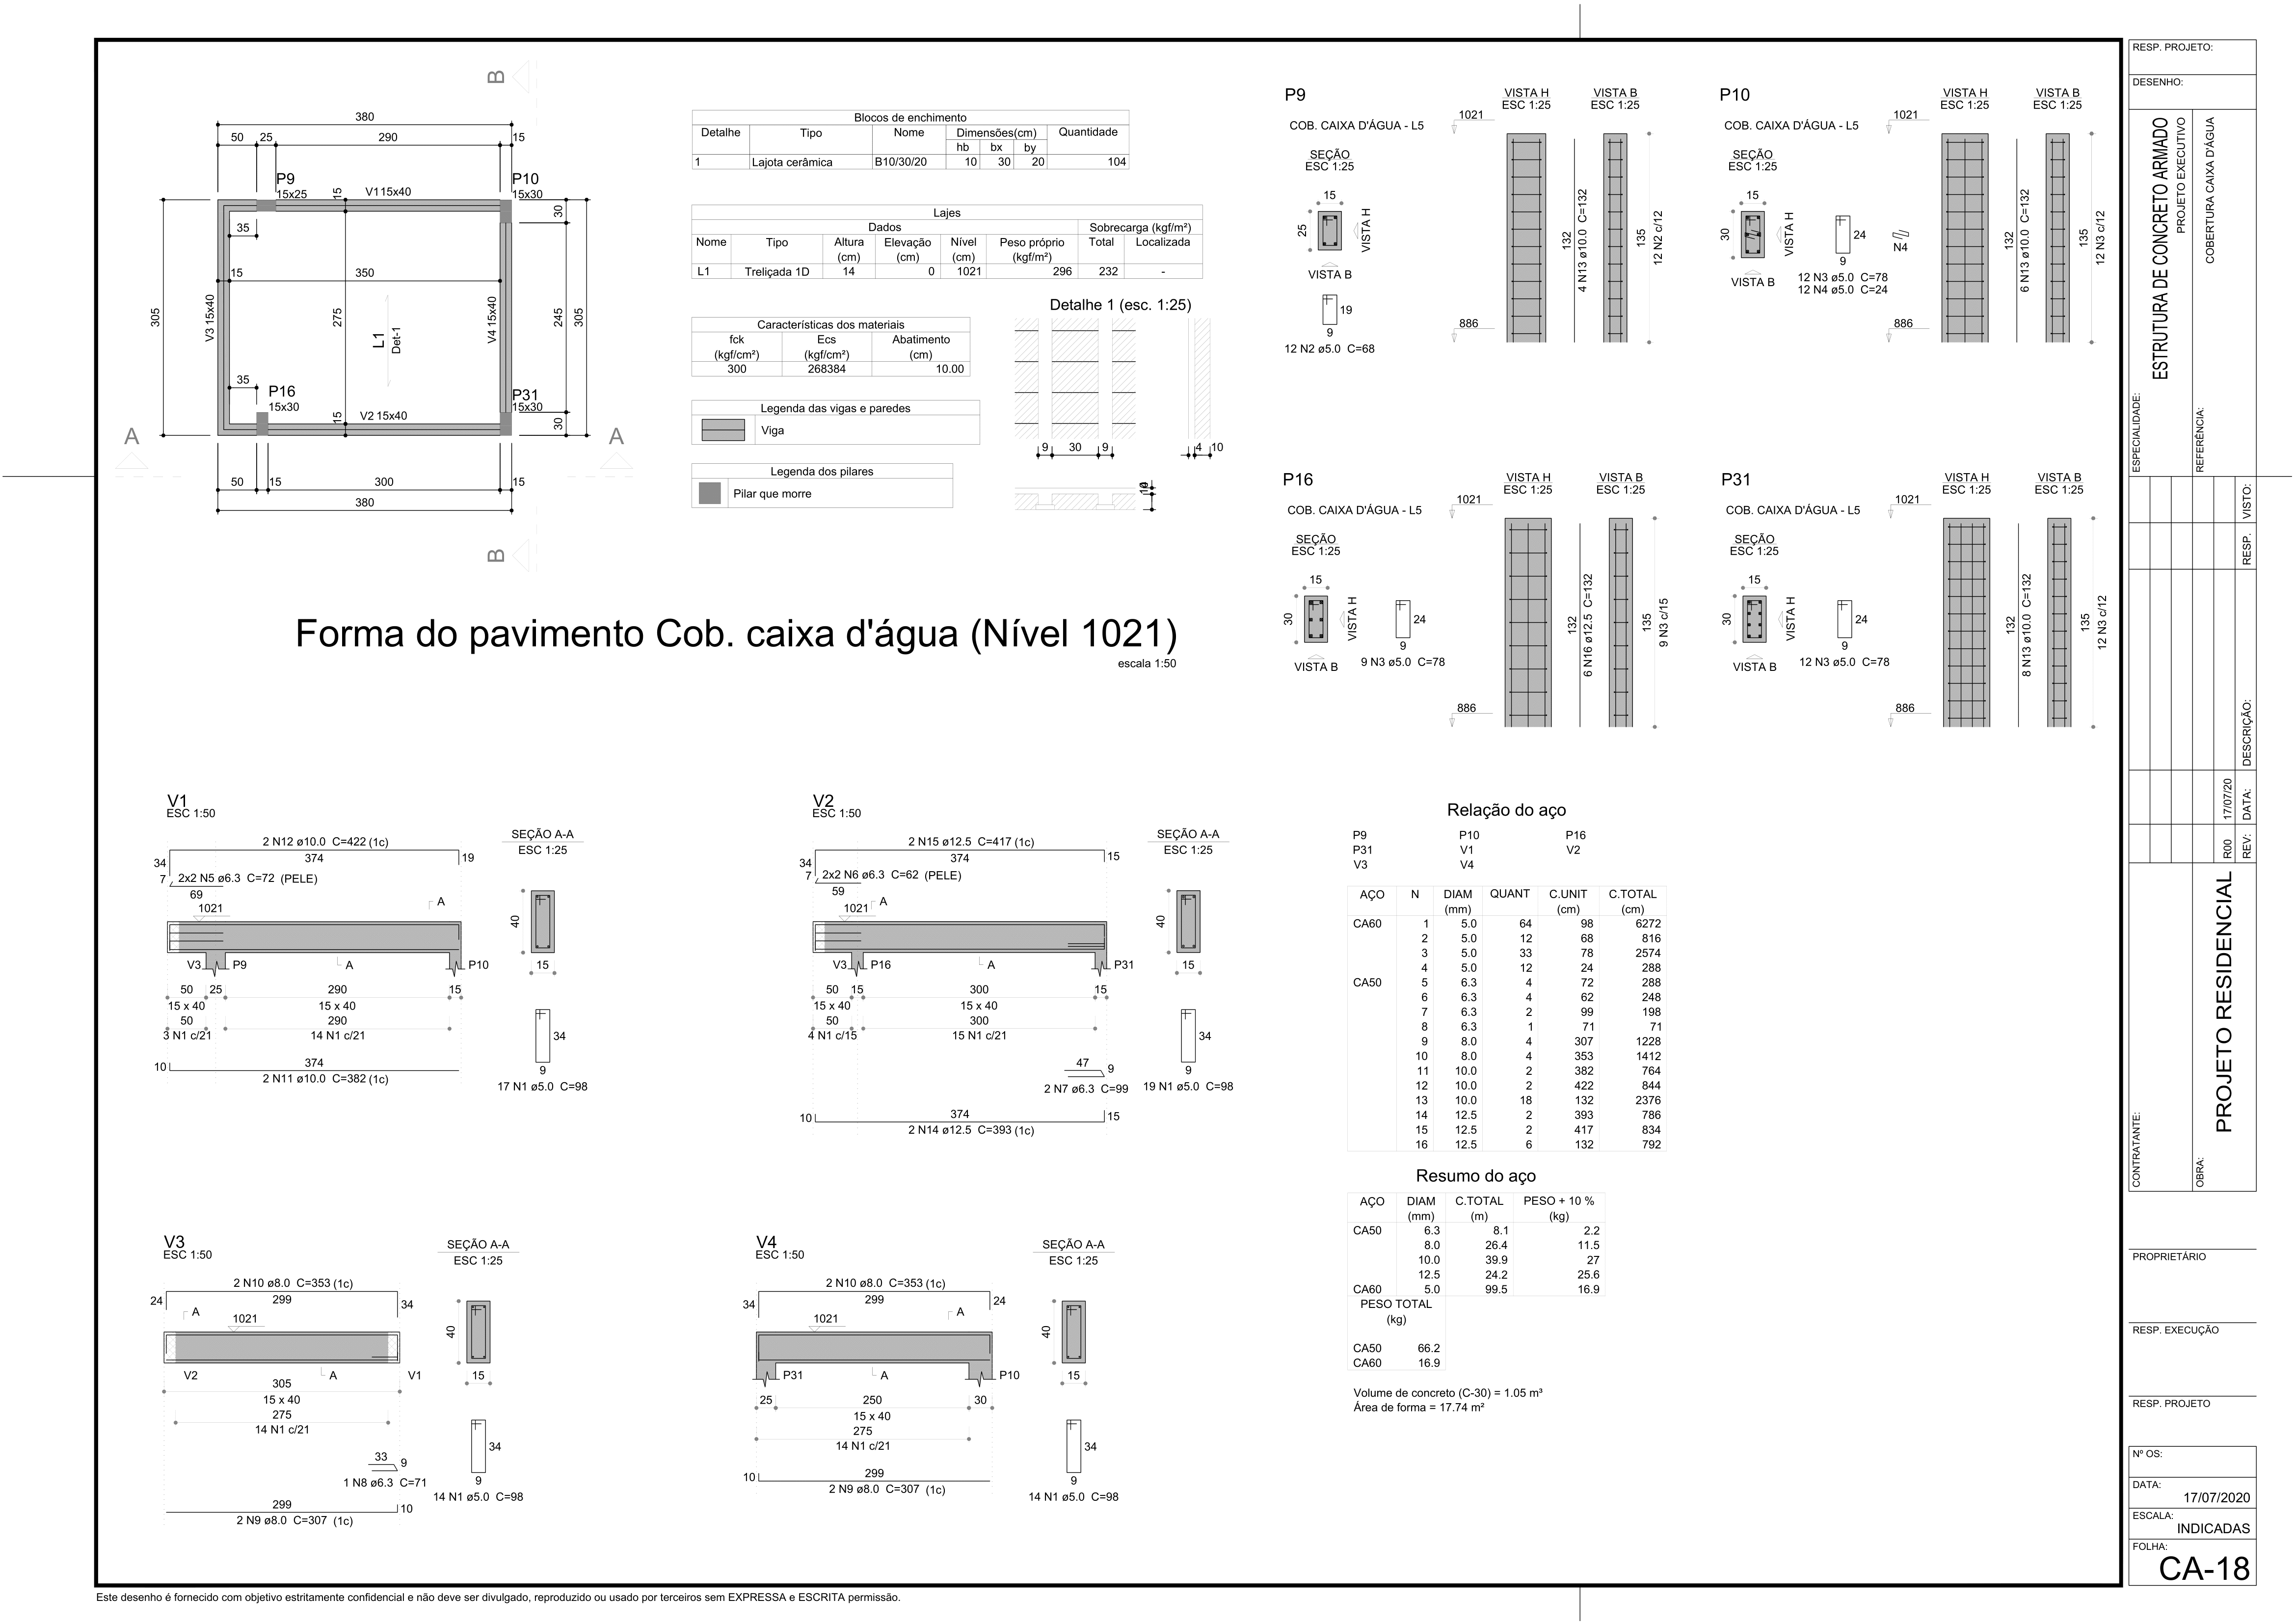 B
380
50 25 290 15
P9
15x25
V1 15x40
15
P10
15x30
30
35
15 350
305
V3 15x40
275
L1
Det-1
V4 15x40
245
305
35
P16
15x30
15
V2 15x40
P31
15x30
30
A
A
50 15 300 15
380
B
Blocos de enchimento
Detalhe Tipo Nome Dimensões(cm) Quantidade
hb bx by
1 Lajota cerâmica B10/30/20 10 30 20 104
Lajes
Dados Sobrecarga (kgf/m²)
Nome Tipo Altura Elevação Nível Peso próprio Total Localizada
(cm) (cm) (cm) (kgf/m²)
L1 Treliçada 1D 14 0 1021 296 232 -
Características dos materiais
fck Ecs Abatimento
(kgf/cm²) (kgf/cm²) (cm)
300 268384 10.00
Legenda das vigas e paredes
Viga
Legenda dos pilares
Pilar que morre
Detalhe 1 (esc. 1:25)
9 30 9
4 10
Forma do pavimento Cob. caixa d'água (Nível 1021)
escala 1:50
P9
COB. CAIXA D'ÁGUA - L5
SEÇÃO
ESC 1:25
15
25
VISTA H
VISTA B
19
9
12 N2 ø5.0 C=68
VISTA H
ESC 1:25
VISTA B
ESC 1:25
1021
886
132
4 N13 ø10.0 C=132
135
12 N2 c/12
P10
COB. CAIXA D'ÁGUA - L5
SEÇÃO
ESC 1:25
15
30
VISTA H
VISTA B
24
9
N4
12 N3 ø5.0 C=78
12 N4 ø5.0 C=24
VISTA H
ESC 1:25
VISTA B
ESC 1:25
1021
886
132
6 N13 ø10.0 C=132
135
12 N3 c/12
P16
COB. CAIXA D'ÁGUA - L5
SEÇÃO
ESC 1:25
15
30
VISTA H
VISTA B
24
9
9 N3 ø5.0 C=78
VISTA H
ESC 1:25
VISTA B
ESC 1:25
1021
886
132
6 N16 ø12.5 C=132
135
9 N3 c/15
P31
COB. CAIXA D'ÁGUA - L5
SEÇÃO
ESC 1:25
15
30
VISTA H
VISTA B
24
9
12 N3 ø5.0 C=78
VISTA H
ESC 1:25
VISTA B
ESC 1:25
1021
886
132
8 N13 ø10.0 C=132
135
12 N3 c/12
V1
ESC 1:50
2 N12 ø10.0 C=422 (1c)
34 374 19
7 2x2 N5 ø6.3 C=72 (PELE)
69
1021
A
V3 P9 A P10
50 25 290 15
15 x 40 15 x 40
50 290
3 N1 c/21 14 N1 c/21
10 374
2 N11 ø10.0 C=382 (1c)
SEÇÃO A-A
ESC 1:25
40
15
34
9
17 N1 ø5.0 C=98
V2
ESC 1:50
2 N15 ø12.5 C=417 (1c)
34 374 15
7 2x2 N6 ø6.3 C=62 (PELE)
59
1021 A
V3 P16 A P31
50 15 300 15
15 x 40 15 x 40
50 300
4 N1 c/15 15 N1 c/21
47 9
2 N7 ø6.3 C=99
10 374 15
2 N14 ø12.5 C=393 (1c)
SEÇÃO A-A
ESC 1:25
40
15
34
9
19 N1 ø5.0 C=98
V3
ESC 1:50
2 N10 ø8.0 C=353 (1c)
24 299 34
A
1021
V2 A V1
305
15 x 40
275
14 N1 c/21
33 9
1 N8 ø6.3 C=71
299 10
2 N9 ø8.0 C=307 (1c)
SEÇÃO A-A
ESC 1:25
40
15
34
9
14 N1 ø5.0 C=98
V4
ESC 1:50
2 N10 ø8.0 C=353 (1c)
34 299 24
A
1021
P31 A P10
25 250 30
15 x 40
275
14 N1 c/21
10 299
2 N9 ø8.0 C=307 (1c)
SEÇÃO A-A
ESC 1:25
40
15
34
9
14 N1 ø5.0 C=98
Relação do aço
P9 P10 P16
P31 V1 V2
V3 V4
AÇO N DIAM QUANT C.UNIT C.TOTAL
(mm) (cm) (cm)
CA60 1 5.0 64 98 6272
2 5.0 12 68 816
3 5.0 33 78 2574
4 5.0 12 24 288
CA50 5 6.3 4 72 288
6 6.3 4 62 248
7 6.3 2 99 198
8 6.3 1 71 71
9 8.0 4 307 1228
10 8.0 4 353 1412
11 10.0 2 382 764
12 10.0 2 422 844
13 10.0 18 132 2376
14 12.5 2 393 786
15 12.5 2 417 834
16 12.5 6 132 792
Resumo do aço
AÇO DIAM C.TOTAL PESO + 10 %
(mm) (m) (kg)
CA50 6.3 8.1 2.2
8.0 26.4 11.5
10.0 39.9 27
12.5 24.2 25.6
CA60 5.0 99.5 16.9
PESO TOTAL
(kg)
CA50 66.2
CA60 16.9
Volume de concreto (C-30) = 1.05 m³
Área de forma = 17.74 m²
RESP. PROJETO:
DESENHO:
ESPECIALIDADE:
ESTRUTURA DE CONCRETO ARMADO
PROJETO EXECUTIVO
REFERÊNCIA:
COBERTURA CAIXA D'ÁGUA
VISTO:
RESP.
DESCRIÇÃO:
17/07/20
DATA:
R00
REV:
CONTRATANTE:
OBRA:
PROJETO RESIDENCIAL
PROPRIETÁRIO
RESP. EXECUÇÃO
RESP. PROJETO
Nº OS:
DATA:
17/07/2020
ESCALA:
INDICADAS
FOLHA:
CA-18
Este desenho é fornecido com objetivo estritamente confidencial e não deve ser divulgado, reproduzido ou usado por terceiros sem EXPRESSA e ESCRITA permissão.